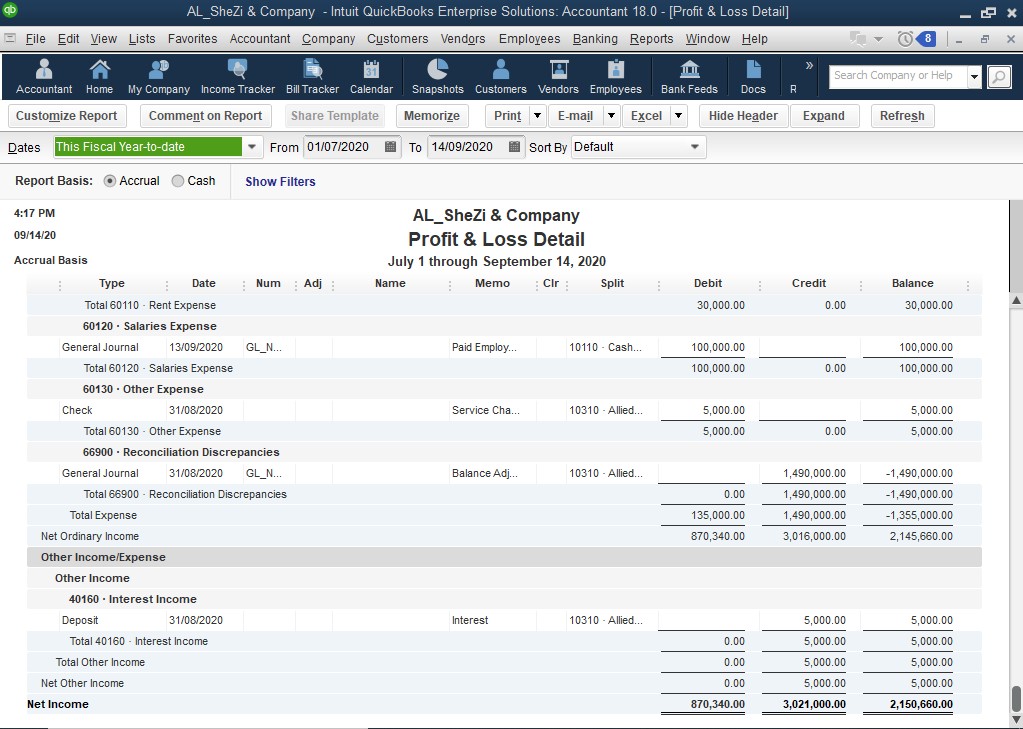 qb AL_SheZi & Company - Intuit QuickBooks Enterprise Solutions: Accountant 18.0 - [Profit & Loss Detail]
File Edit View Lists Favorites Accountant Company Customers Vendors Employees Banking Reports Window Help 8
31
Accountant Home My Company Income Tracker Bill Tracker Calendar Snapshots Customers Vendors Employees Bank Feeds Docs R » Search Company or Help
Customize Report Comment on Report Share Template Memorize Print E-mail Excel Hide Header Expand Refresh
Dates This Fiscal Year-to-date From 01/07/2020 To 14/09/2020 Sort By Default
Report Basis: Accrual Cash Show Filters
4:17 PM AL_SheZi & Company
09/14/20 Profit & Loss Detail
Accrual Basis July 1 through September 14, 2020
Type Date Num Adj Name Memo Clr Split Debit Credit Balance
Total 60110 · Rent Expense 30,000.00 0.00 30,000.00
60120 · Salaries Expense
General Journal 13/09/2020 GL_N... Paid Employ... 10110 · Cash... 100,000.00 100,000.00
Total 60120 · Salaries Expense 100,000.00 0.00 100,000.00
60130 · Other Expense
Check 31/08/2020 Service Cha... 10310 · Allied... 5,000.00 5,000.00
Total 60130 · Other Expense 5,000.00 0.00 5,000.00
66900 · Reconciliation Discrepancies
General Journal 31/08/2020 GL_N... Balance Adj... 10310 · Allied... 1,490,000.00 -1,490,000.00
Total 66900 · Reconciliation Discrepancies 0.00 1,490,000.00 -1,490,000.00
Total Expense 135,000.00 1,490,000.00 -1,355,000.00
Net Ordinary Income 870,340.00 3,016,000.00 2,145,660.00
Other Income/Expense
Other Income
40160 · Interest Income
Deposit 31/08/2020 Interest 10310 · Allied... 5,000.00 5,000.00
Total 40160 · Interest Income 0.00 5,000.00 5,000.00
Total Other Income 0.00 5,000.00 5,000.00
Net Other Income 0.00 5,000.00 5,000.00
Net Income 870,340.00 3,021,000.00 2,150,660.00